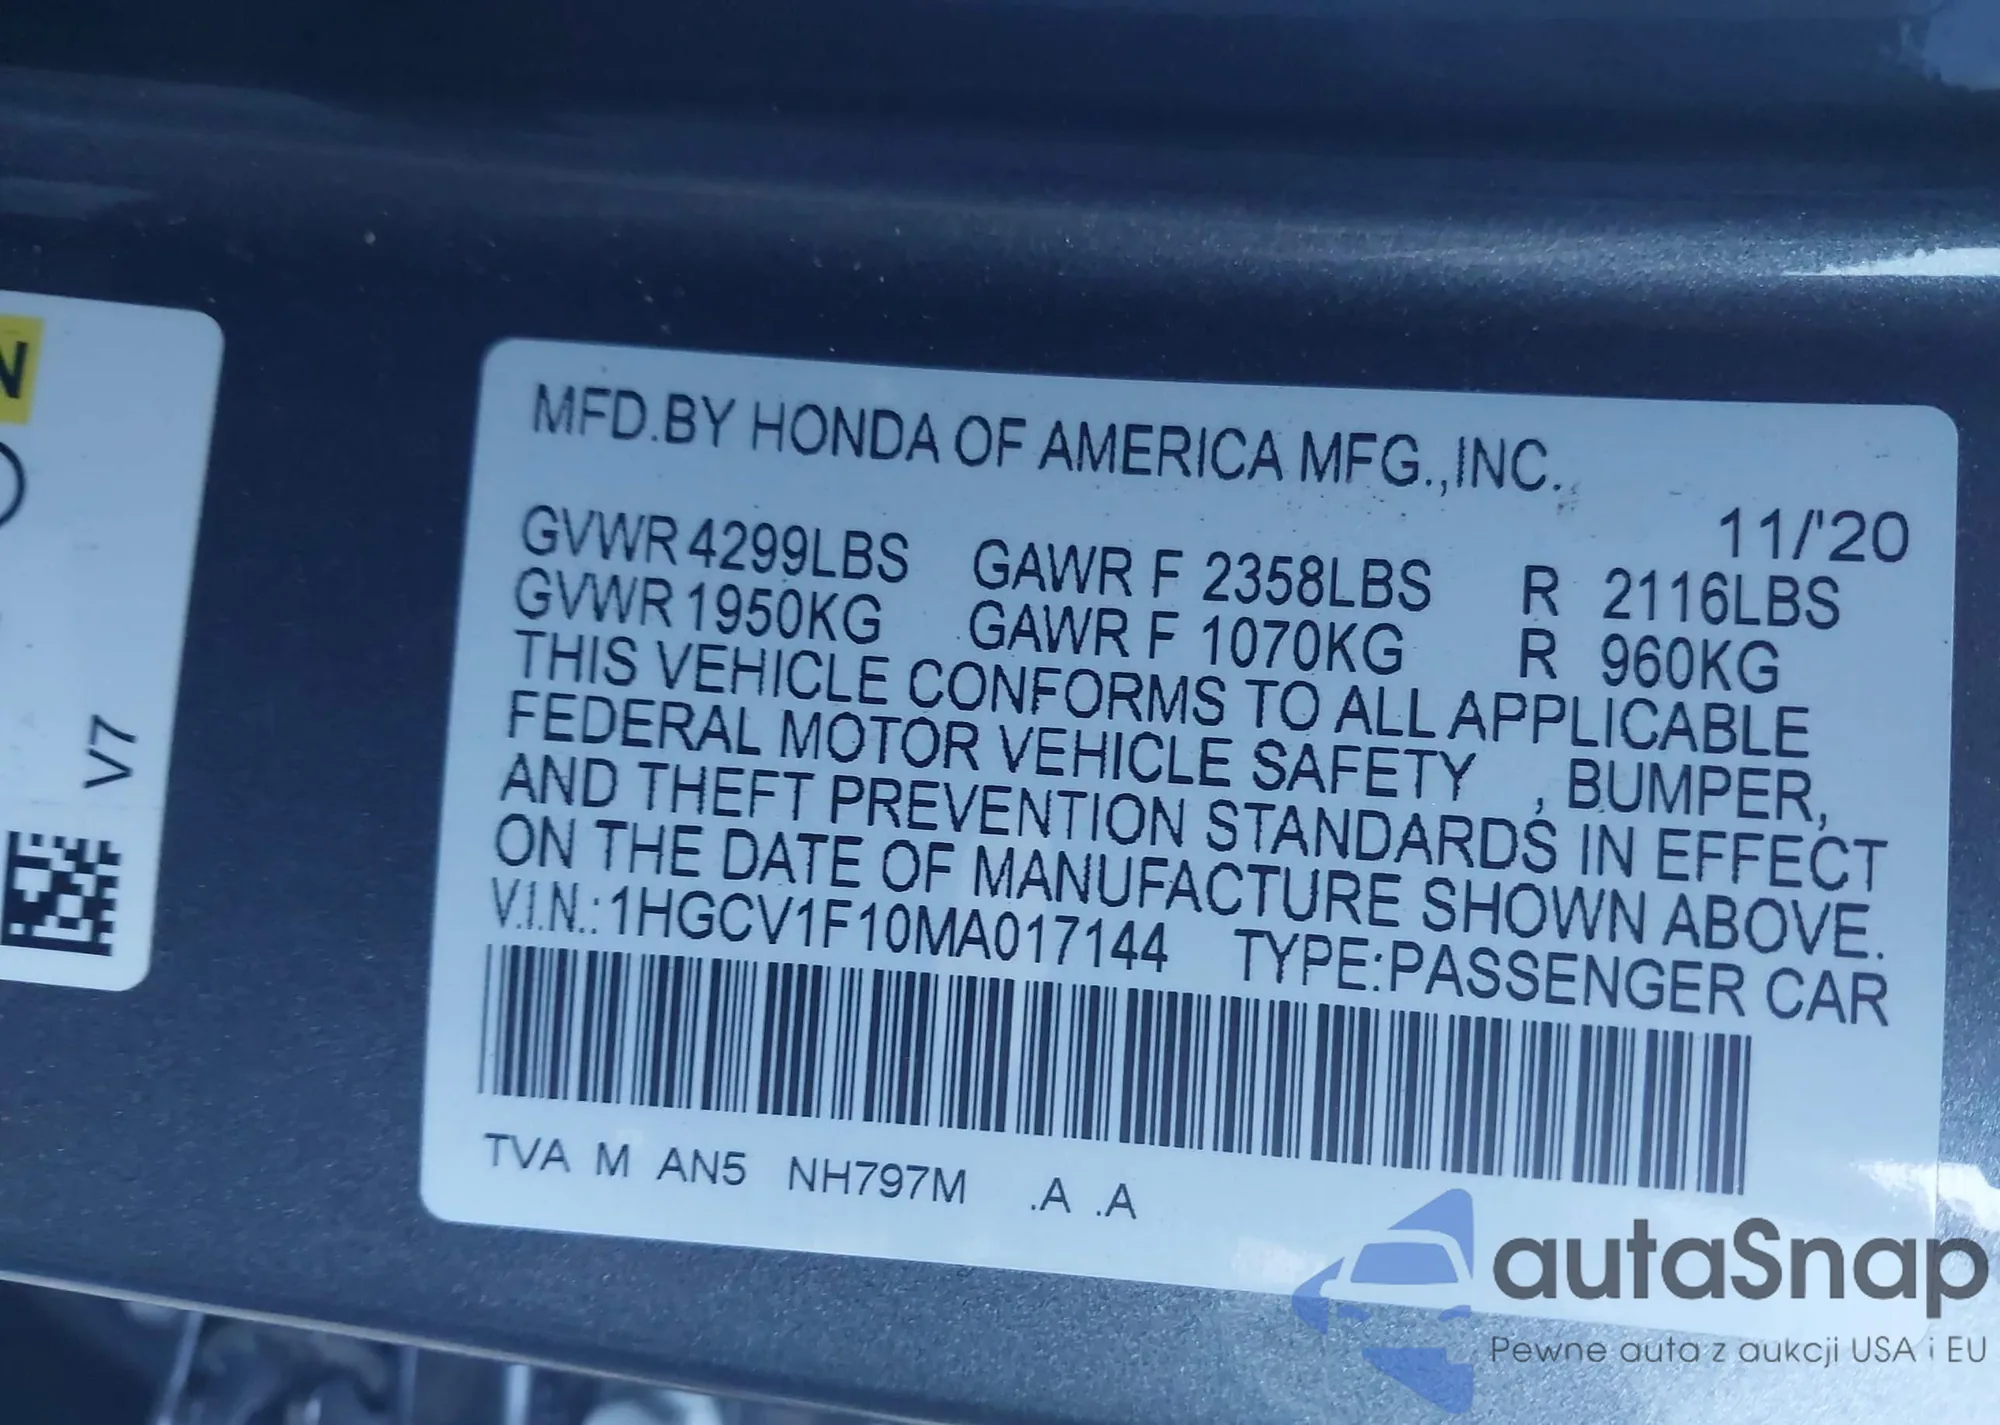 N
V7
MFD.BY HONDA OF AMERICA MFG.,INC.
11/'20
GVWR 4299LBS GAWR F 2358LBS R 2116LBS
GVWR 1950KG GAWR F 1070KG R 960KG
THIS VEHICLE CONFORMS TO ALL APPLICABLE
FEDERAL MOTOR VEHICLE SAFETY , BUMPER,
AND THEFT PREVENTION STANDARDS IN EFFECT
ON THE DATE OF MANUFACTURE SHOWN ABOVE.
V.I.N.:1HGCV1F10MA017144 TYPE:PASSENGER CAR
TVA M AN5 NH797M .A .A
autaSnap
Pewne auta z aukcji USA i EU